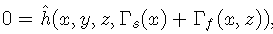 $0 = \hat{h}(x, y, z, \Gamma_s(x) + \Gamma_f(x, z)),$